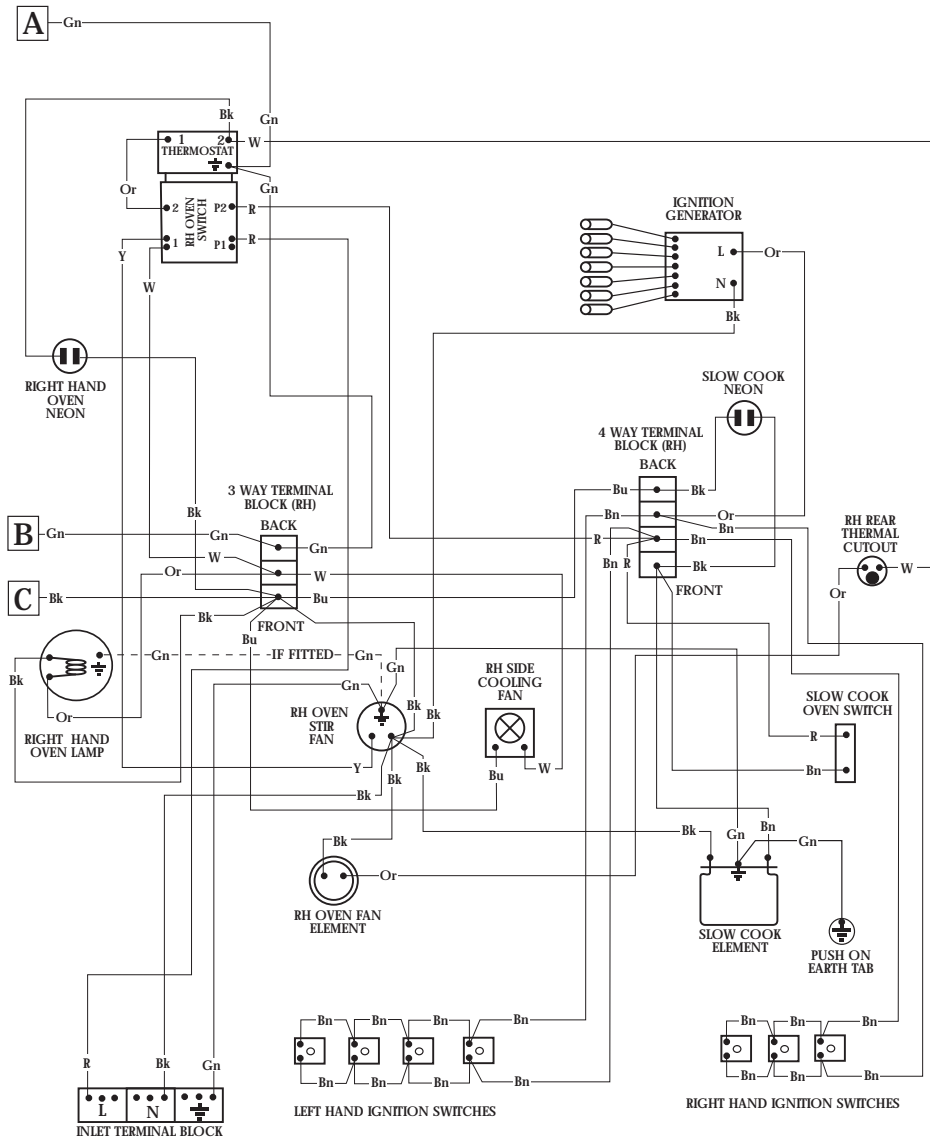 A
Gn
Bk
Gn
1
2
W
THERMOSTAT
Gn
Or
2
P2
R
RH OVEN
SWITCH
1
P1
R
Y
W
IGNITION
GENERATOR
L
Or
N
Bk
RIGHT HAND
OVEN
NEON
SLOW COOK
NEON
4 WAY TERMINAL
BLOCK (RH)
BACK
3 WAY TERMINAL
BLOCK (RH)
BACK
Bk
Bu
Bk
Bn
Or
Bn
RH REAR
THERMAL
CUTOUT
B
Gn
Gn
Gn
R
Bn
W
Or
W
Bn
R
Bk
W
Or
C
Bk
Bu
FRONT
Bk
FRONT
Bu
Gn
IF FITTED
Gn
Gn
RH SIDE
COOLING
FAN
Bk
Gn
Bk
Bk
SLOW COOK
OVEN SWITCH
Or
RH OVEN
STIR
FAN
RIGHT HAND
OVEN LAMP
R
Y
Bk
Bk
Bu
W
Bn
Bk
Bk
Bk
Gn
Bn
Gn
Or
RH OVEN FAN
ELEMENT
SLOW COOK
ELEMENT
PUSH ON
EARTH TAB
Bn
Bn
Bn
Bn
Bn
Bn
Bn
R
Bk
Gn
Bn
Bn
Bn
Bn
Bn
Bn
Bn
L
N
LEFT HAND IGNITION SWITCHES
RIGHT HAND IGNITION SWITCHES
INLET TERMINAL BLOCK